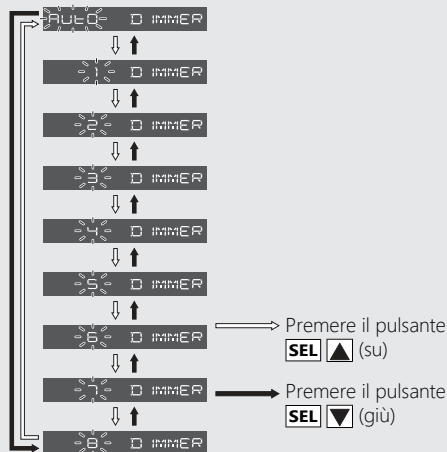 AUTO DIMMER
1 DIMMER
2 DIMMER
3 DIMMER
4 DIMMER
5 DIMMER
6 DIMMER
Premere il pulsante
SEL ▲ (su)
7 DIMMER
Premere il pulsante
SEL ▼ (giù)
8 DIMMER